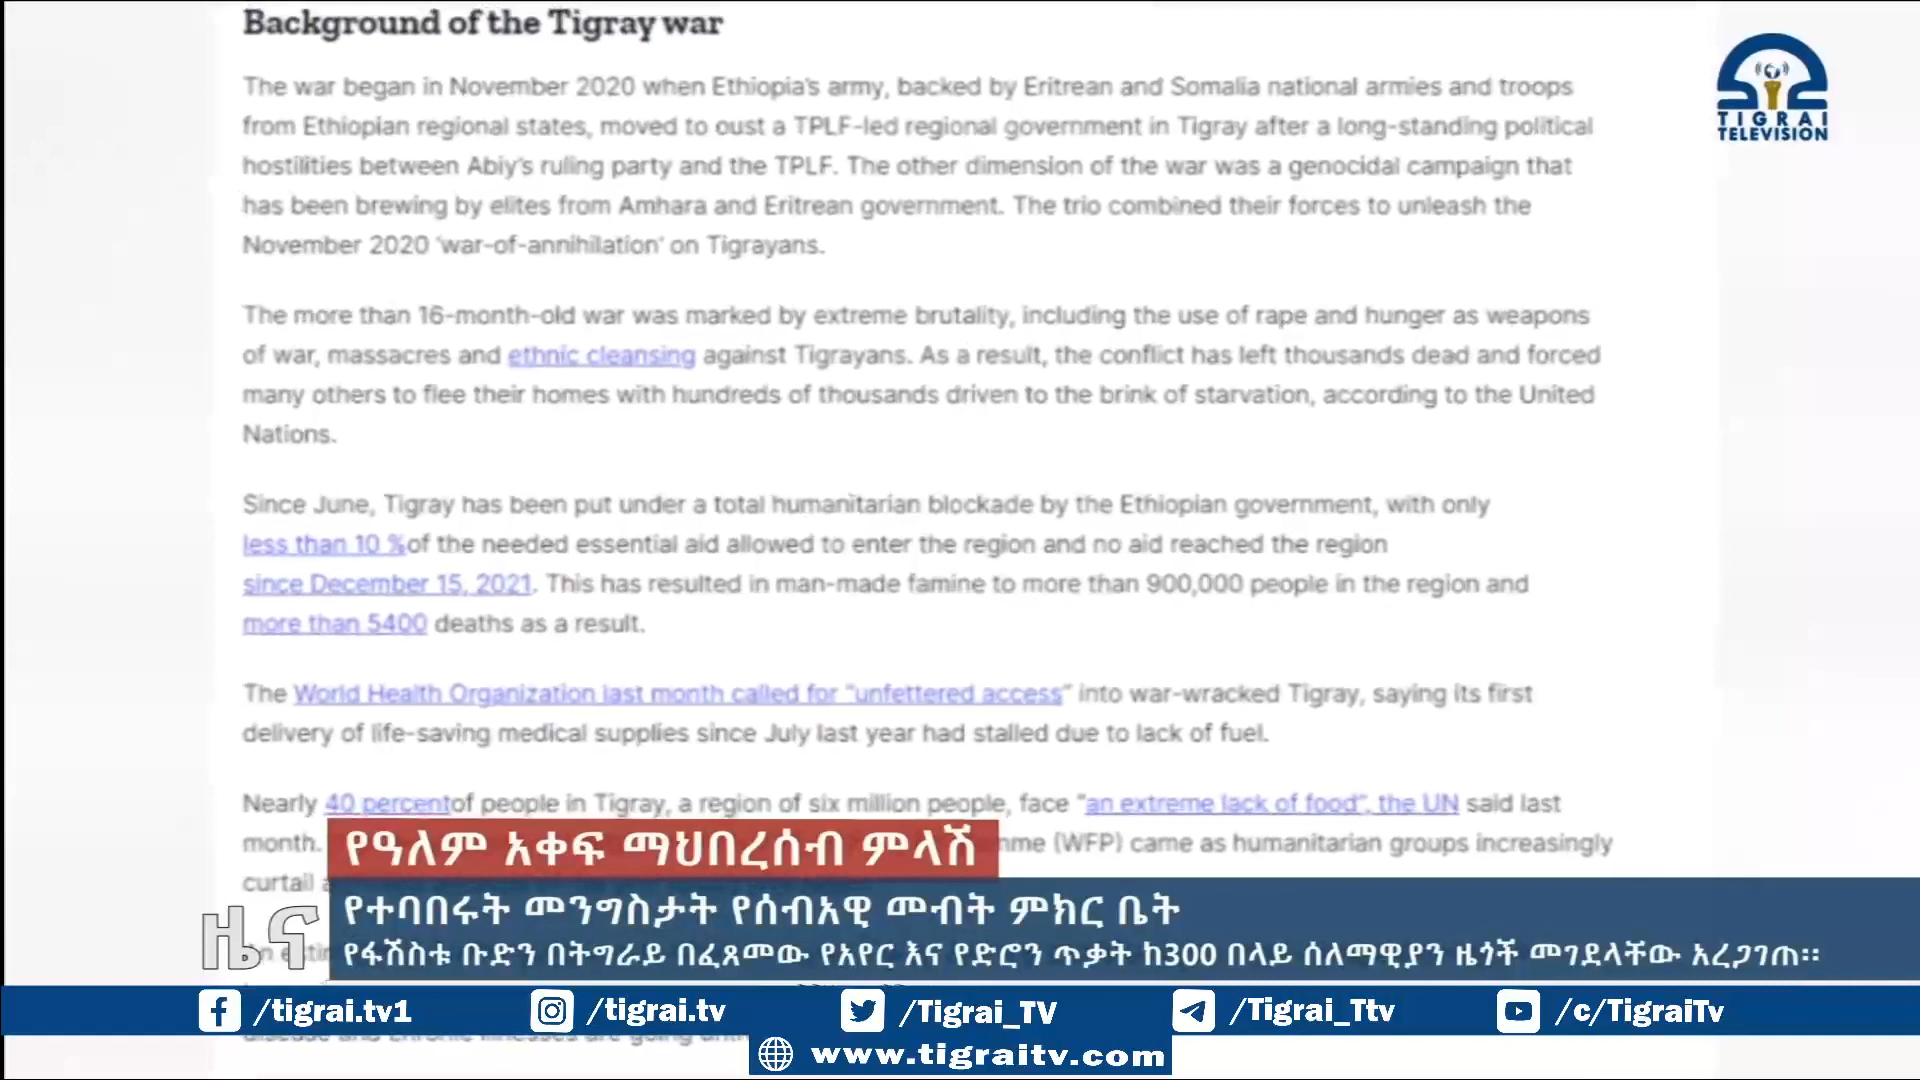 Background of the Tigray war
The war began in November 2020 when Ethiopia's army, backed by Eritrean and Somalia national armies and troops
from Ethiopian regional states, moved to oust a TPLF-led regional government in Tigray after a long-standing political
hostilities between Abiy's ruling party and the TPLF. The other dimension of the war was a genocidal campaign that
has been brewing by elites from Amhara and Eritrean government. The trio combined their forces to unleash the
November 2020 'war-of-annihilation' on Tigrayans.
The more than 16-month-old war was marked by extreme brutality, including the use of rape and hunger as weapons
of war, massacres and ethnic cleansing against Tigrayans. As a result, the conflict has left thousands dead and forced
many others to flee their homes with hundreds of thousands driven to the brink of starvation, according to the United
Nations.
Since June, Tigray has been put under a total humanitarian blockade by the Ethiopian government, with only
less than 10 %of the needed essential aid allowed to enter the region and no aid reached the region
since December 15, 2021. This has resulted in man-made famine to more than 900,000 people in the region and
more than 5400 deaths as a result.
The World Health Organization last month called for "unfettered access" into war-wracked Tigray, saying its first
delivery of life-saving medical supplies since July last year had stalled due to lack of fuel.
Nearly 40 percentof people in Tigray, a region of six million people, face "an extreme lack of food", the UN said last
month. (WFP) came as humanitarian groups increasingly
curtail
TIGRAI
TELEVISION
የዓለም አቀፍ ማህበረሰብ ምላሽ
ዜና
የተባበሩት መንግስታት የሰብአዊ መብት ምክር ቤት
የፋሽስቱ ቡድን በትግራይ በፈጸመው የአየር እና የድሮን ጥቃት ከ300 በላይ ሰለማዊያን ዜጎች መገደላቸው አረጋገጠ፡፡
/tigrai.tv1
/tigrai.tv
/Tigrai_TV
/Tigrai_Ttv
/c/TigraiTv
www.tigraitv.com